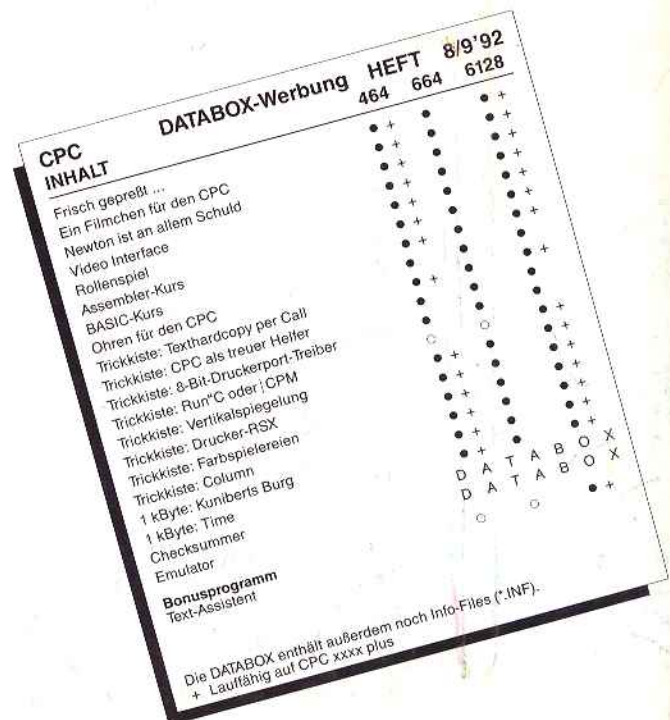 CPC DATABOX-Werbung HEFT 8/9'92
INHALT 464 664 6128
Frisch gepreßt ...
Ein Filmchen für den CPC
Newton ist an allem Schuld
Video Interface
Rollenspiel
Assembler-Kurs
BASIC-Kurs
Ohren für den CPC
Trickkiste: Texthardcopy per Call
Trickkiste: CPC als treuer Helfer
Trickkiste: 8-Bit-Druckerport-Treiber
Trickkiste: Run"C oder |CPM
Trickkiste: Vertikalspiegelung
Trickkiste: Drucker-RSX
Trickkiste: Farbspielereien
Trickkiste: Column
1 kByte: Kuniberts Burg
1 kByte: Time
Checksummer D A T A B O X
Emulator D A T A B O X
Bonusprogramm
Text-Assistent
Die DATABOX enthält außerdem noch Info-Files (*.INF).
+ Lauffähig auf CPC xxxx plus